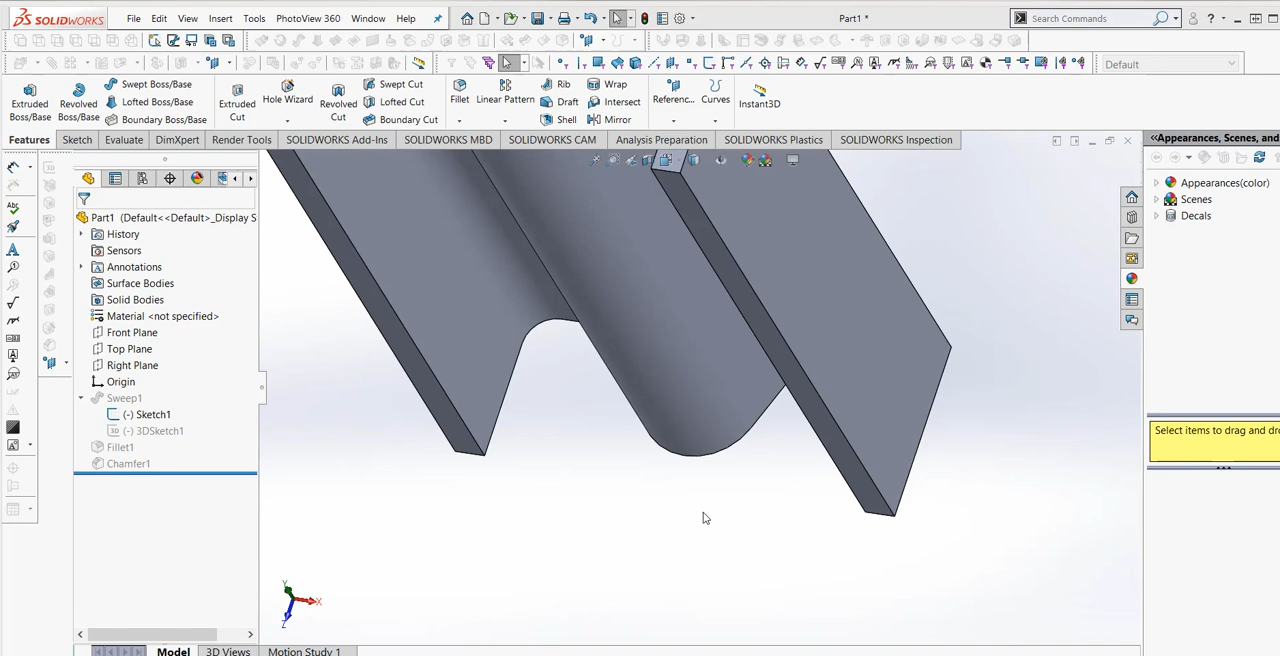 SOLIDWORKS File Edit View Insert Tools PhotoView 360 Window Help Part1 * Search Commands ?
Default
Extruded Boss/Base Revolved Boss/Base Swept Boss/Base Lofted Boss/Base Boundary Boss/Base Extruded Cut Hole Wizard Revolved Cut Swept Cut Lofted Cut Boundary Cut Fillet Linear Pattern Rib Draft Shell Wrap Intersect Mirror Referenc... Curves Instand3D
Features Sketch Evaluate DimXpert Render Tools SOLIDWORKS Add-Ins SOLIDWORKS MBD SOLIDWORKS CAM Analysis Preparation SOLIDWORKS Plastics SOLIDWORKS Inspection
«Appearances, Scenes, and
Part1 (Default<<Default>_Display S
History
Sensors
Annotations
Surface Bodies
Solid Bodies
Material <not specified>
Front Plane
Top Plane
Right Plane
Origin
Sweep1
(-) Sketch1
3D (-) 3DSketch1
Fillet1
Chamfer1
Appearances(color)
Scenes
Decals
Select items to drag and dro
Y
X
Z
Model 3D Views Motion Study 1